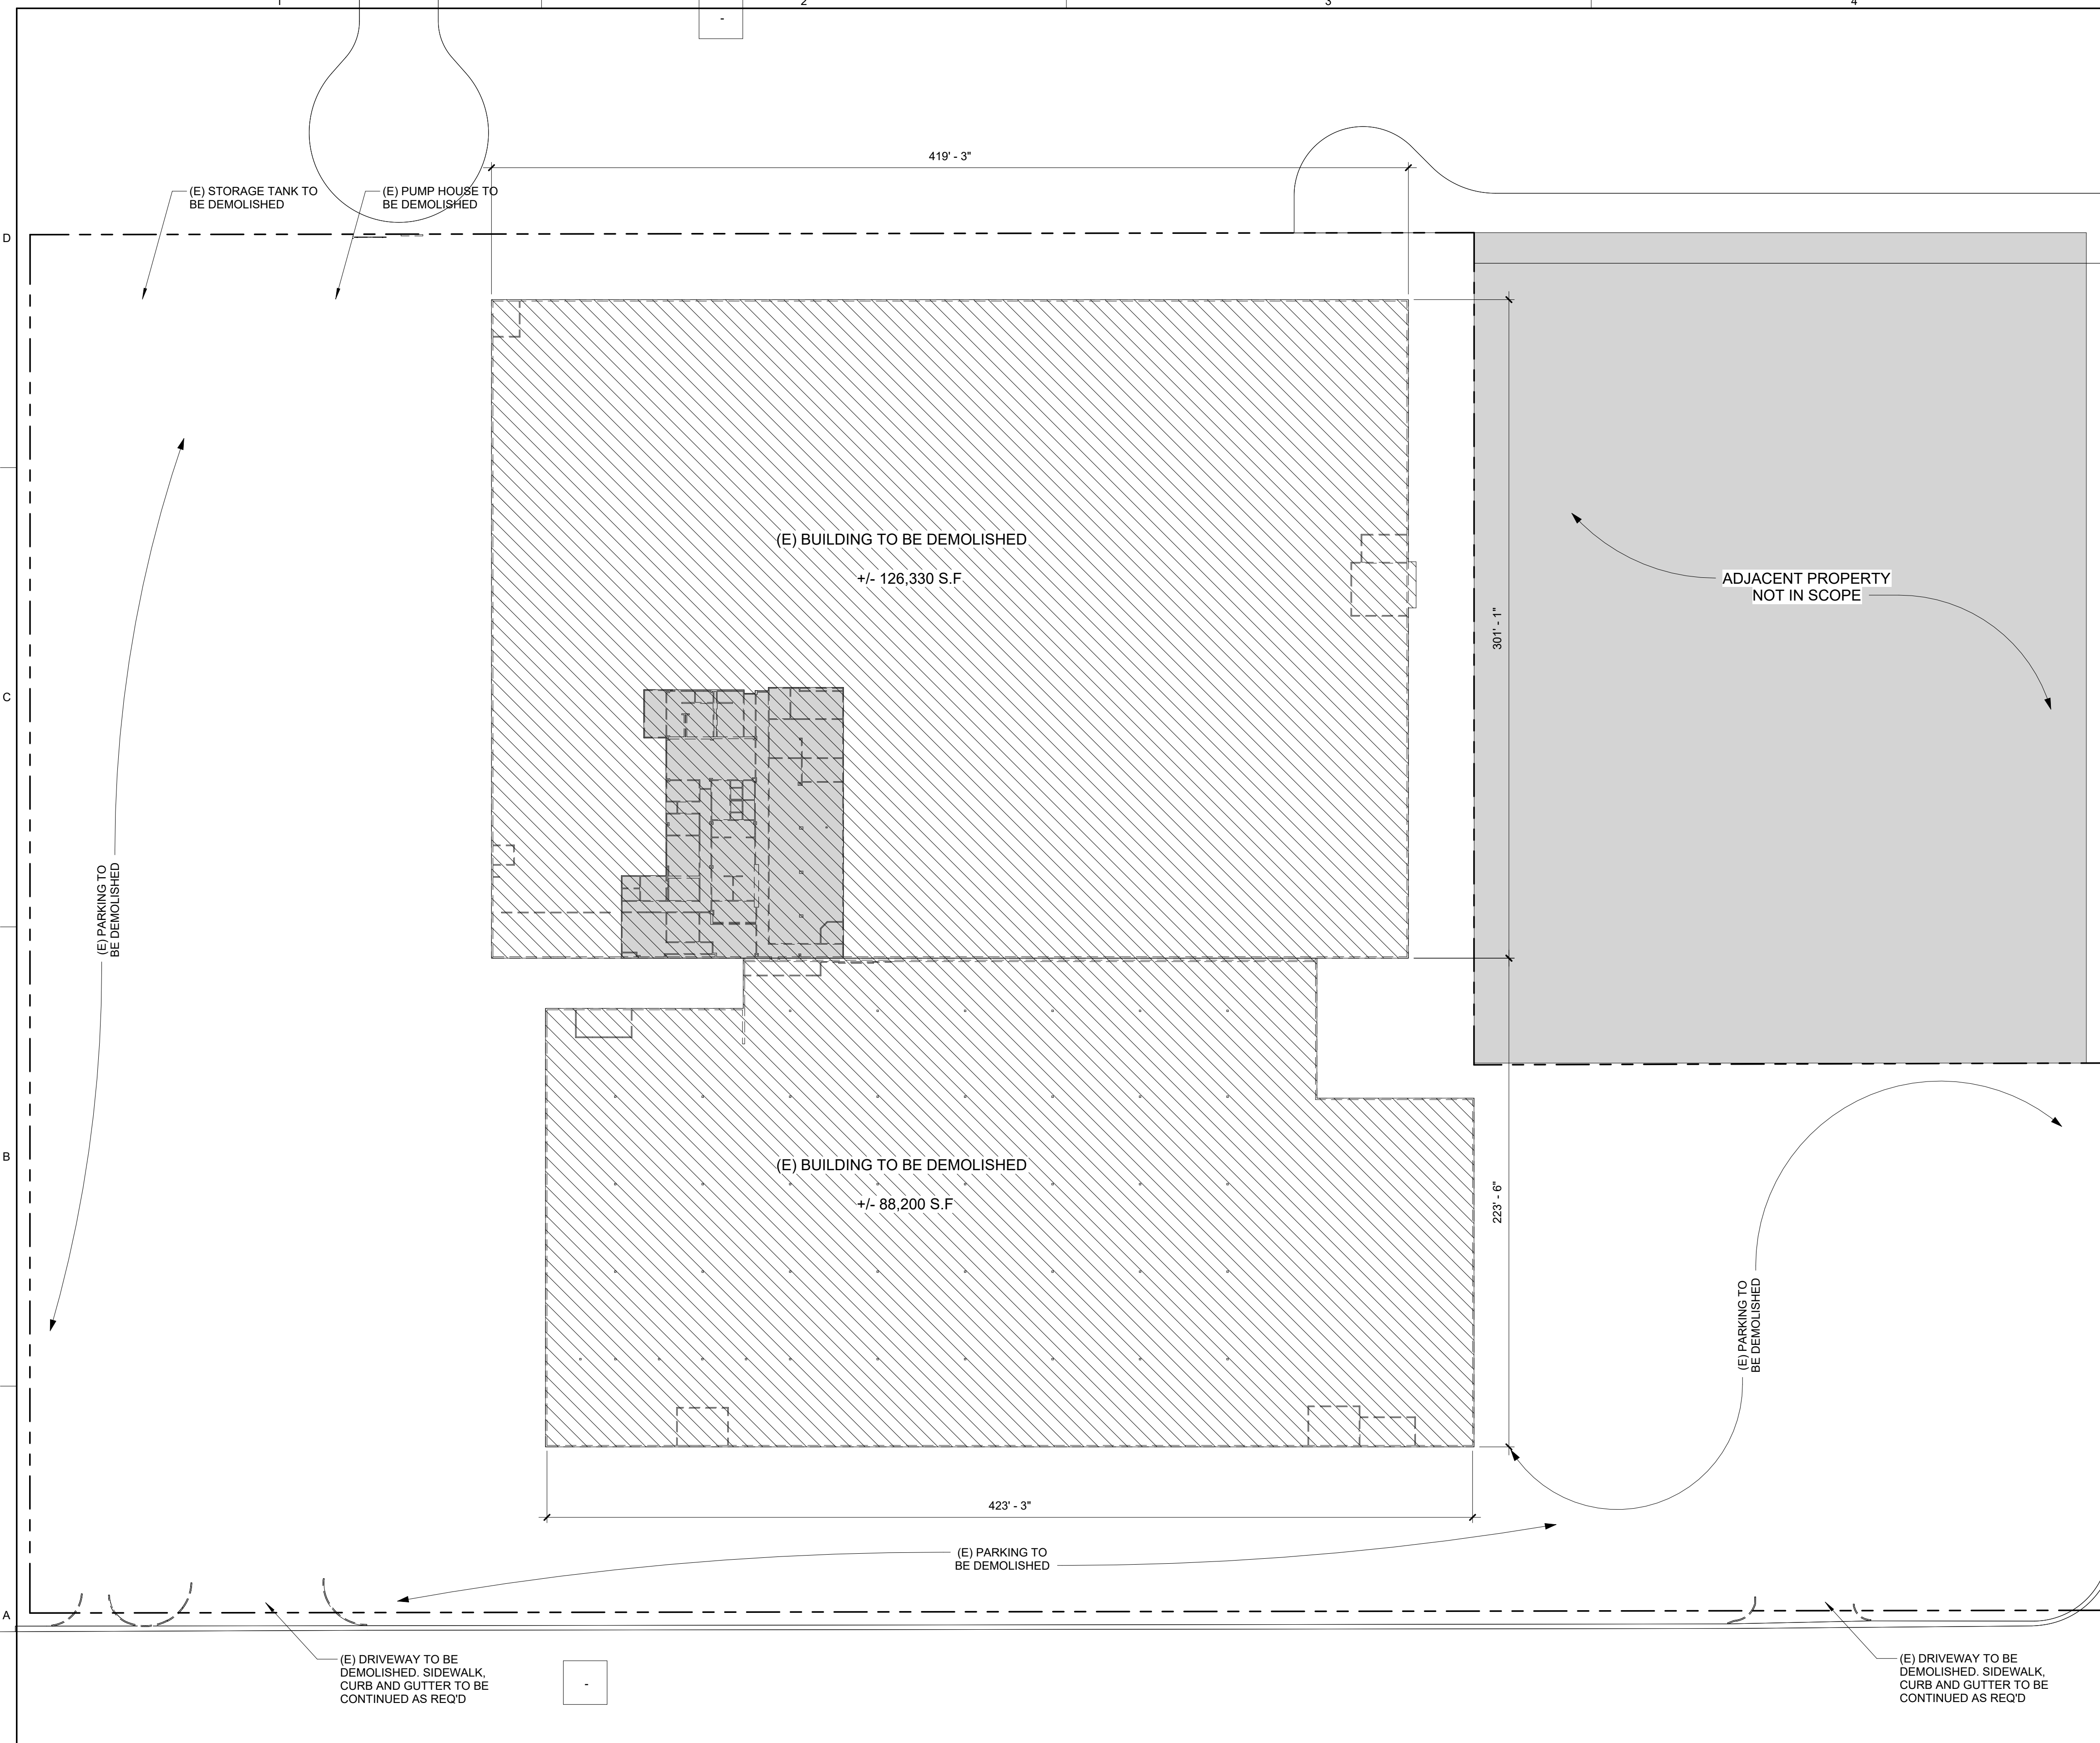 1
2
3
4
-
419' - 3"
(E) STORAGE TANK TO
BE DEMOLISHED
(E) PUMP HOUSE TO
BE DEMOLISHED
D
(E) BUILDING TO BE DEMOLISHED
+/- 126,330 S.F
ADJACENT PROPERTY
NOT IN SCOPE
301' - 1"
C
(E) PARKING TO
BE DEMOLISHED
B
(E) BUILDING TO BE DEMOLISHED
+/- 88,200 S.F
223' - 6"
(E) PARKING TO
BE DEMOLISHED
423' - 3"
(E) PARKING TO
BE DEMOLISHED
A
(E) DRIVEWAY TO BE
DEMOLISHED. SIDEWALK,
CURB AND GUTTER TO BE
CONTINUED AS REQ'D
-
(E) DRIVEWAY TO BE
DEMOLISHED. SIDEWALK,
CURB AND GUTTER TO BE
CONTINUED AS REQ'D